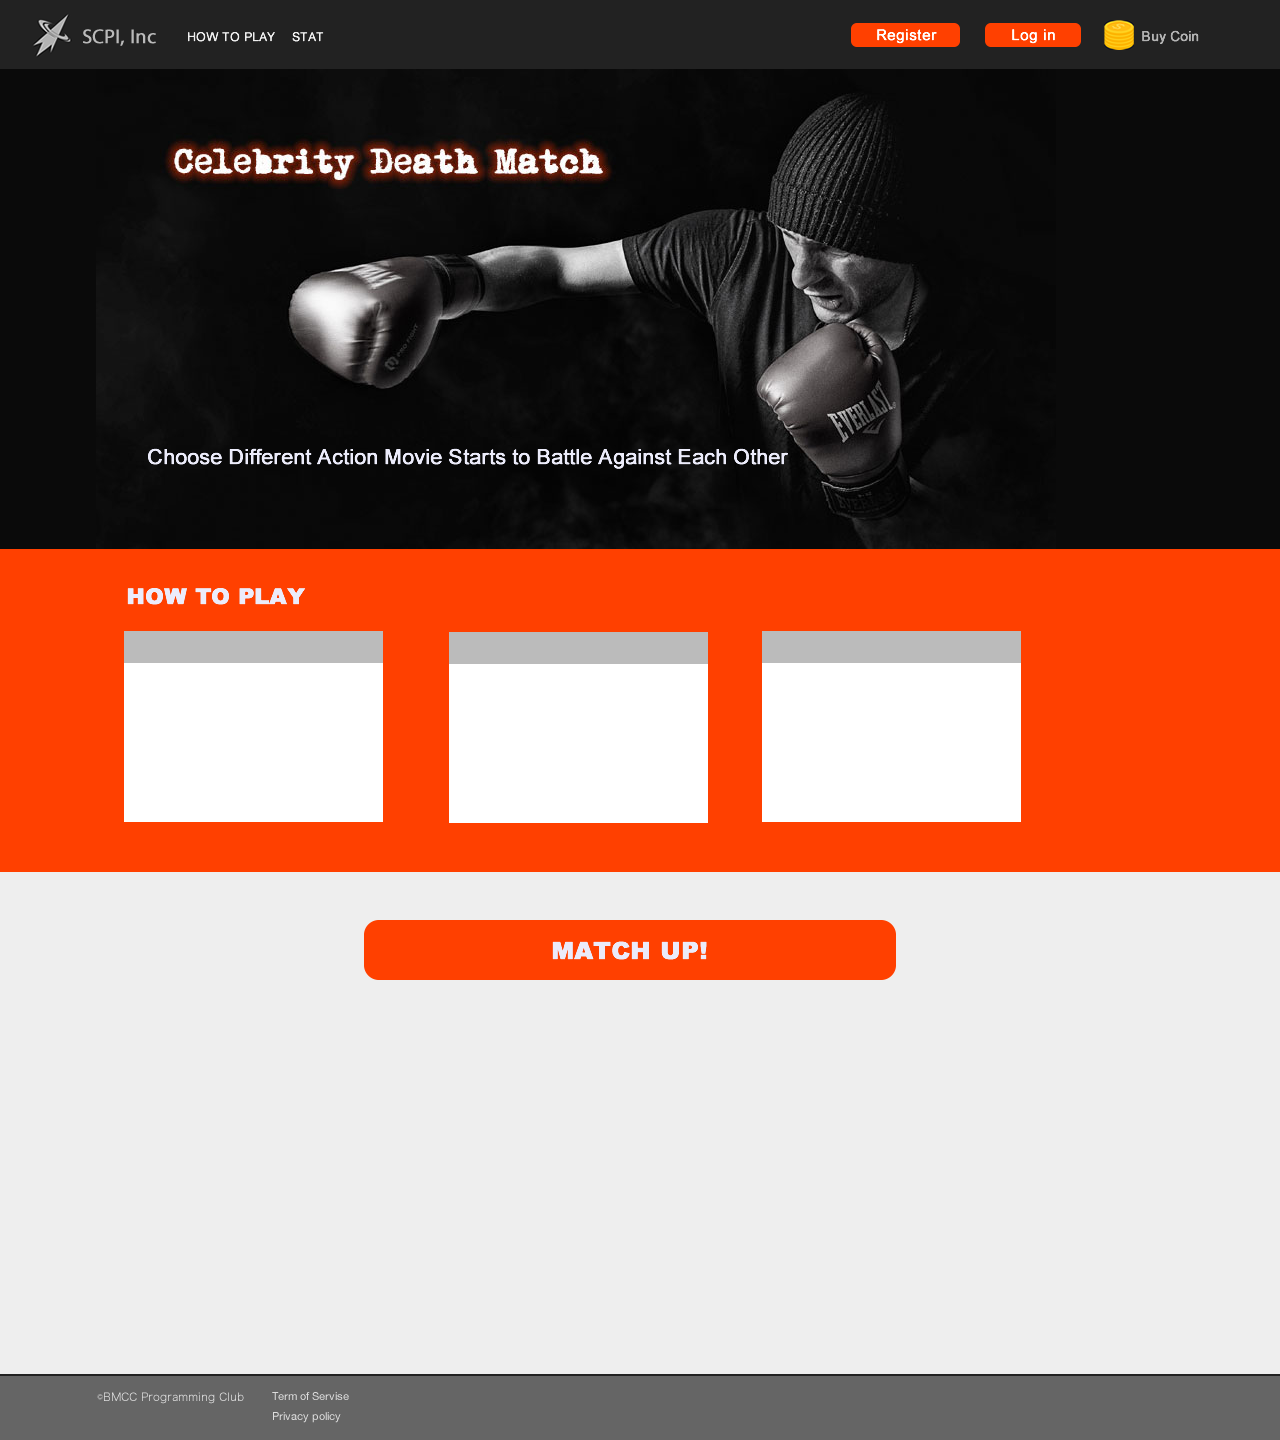 SCPI, Inc
HOW TO PLAY STAT
Register
Log in
Buy Coin
Celebrity Death Match
PRO FIGHT
EVERLAST
Choose Different Action Movie Starts to Battle Against Each Other
HOW TO PLAY
MATCH UP!
©BMCC Programming Club
Term of Servise
Privacy policy